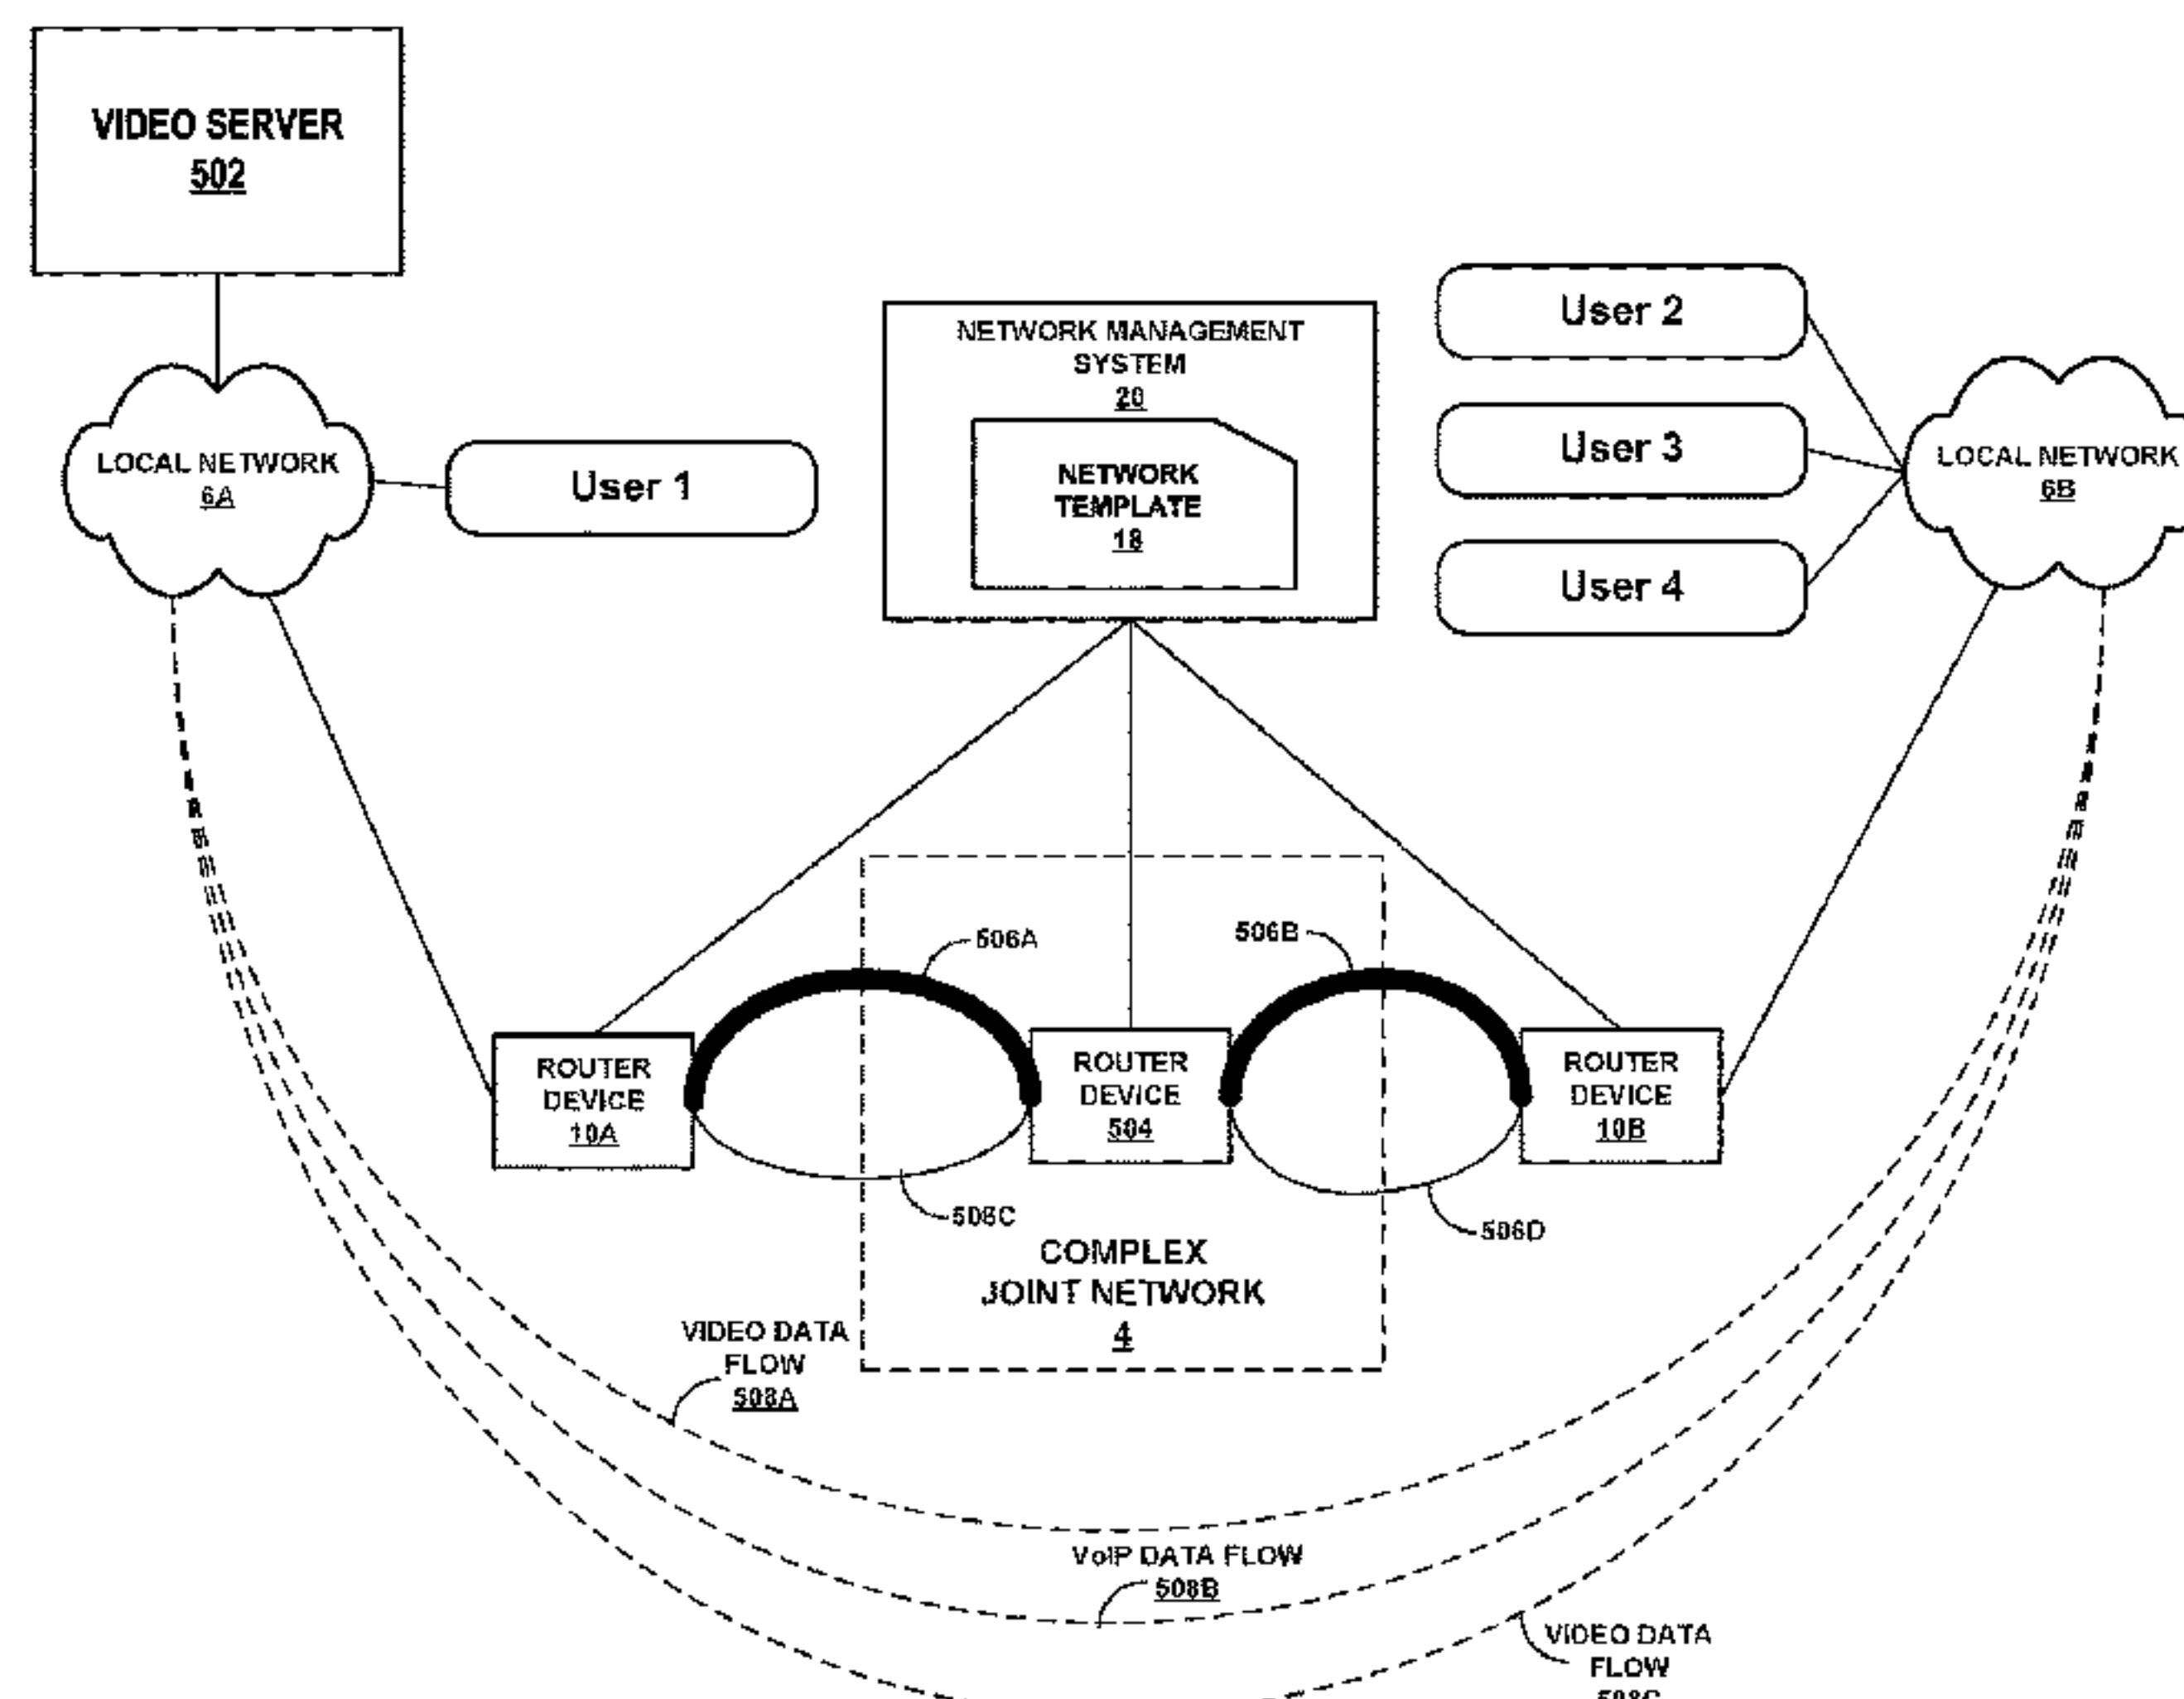 VIDEO SERVER
502
LOCAL NETWORK
6A
User 1
NETWORK MANAGEMENT
SYSTEM
20
NETWORK
TEMPLATE
18
User 2
User 3
User 4
LOCAL NETWORK
6B
506A
506B
ROUTER
DEVICE
10A
ROUTER
DEVICE
504
ROUTER
DEVICE
10B
506C
506D
COMPLEX
JOINT NETWORK
4
VIDEO DATA
FLOW
508A
VoIP DATA FLOW
508B
VIDEO DATA
FLOW
508C